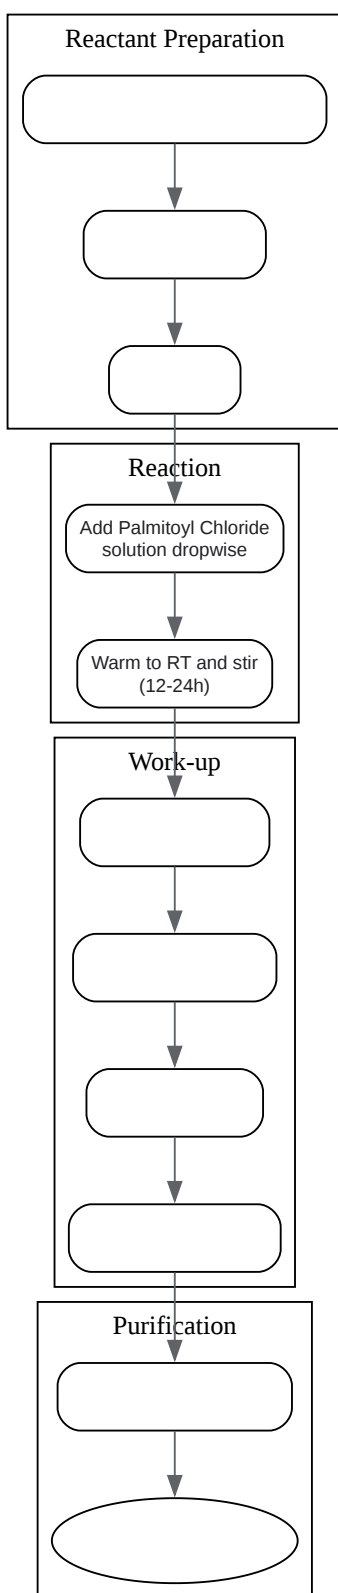 Reactant Preparation
Reaction
Add Palmitoyl Chloride
solution dropwise
Warm to RT and stir
(12-24h)
Work-up
Purification